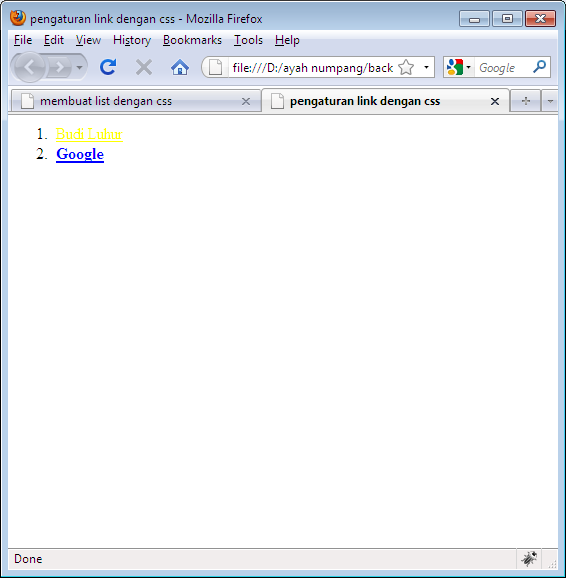 pengaturan link dengan css - Mozilla Firefox
File Edit View History Bookmarks Tools Help
file:///D:/ayah numpang/back Google
membuat list dengan css pengaturan link dengan css
1. Budi Luhur
2. Google
Done